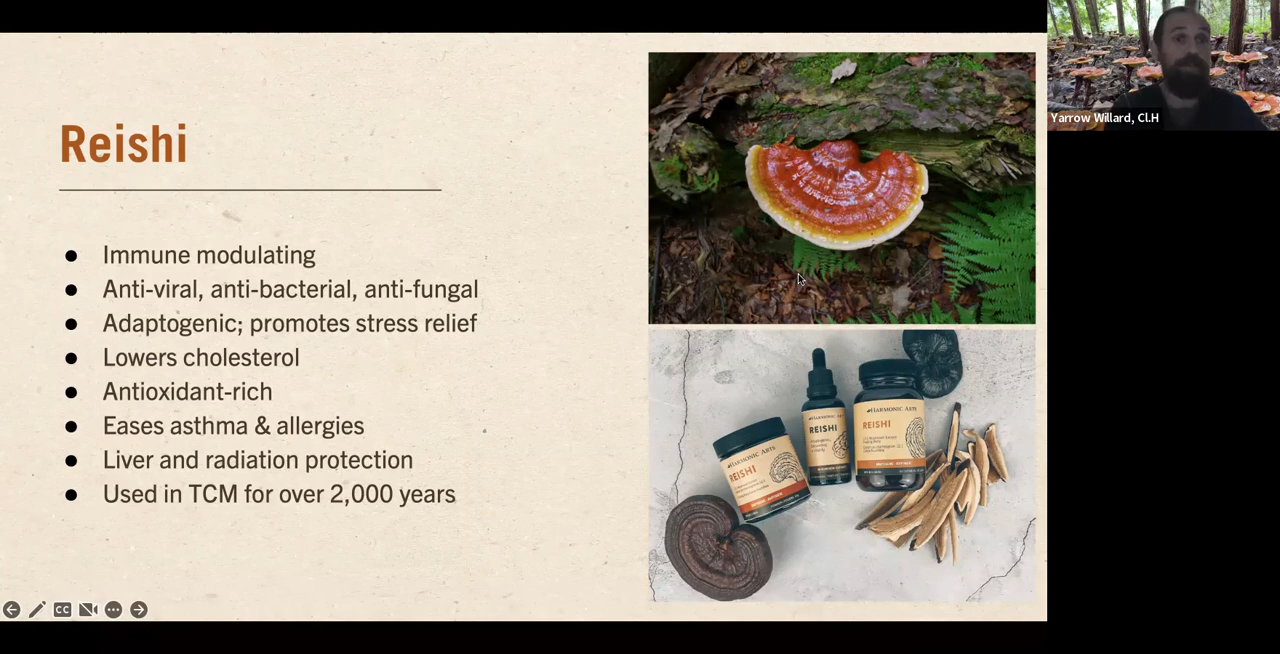 Reishi
● Immune modulating
● Anti-viral, anti-bacterial, anti-fungal
● Adaptogenic; promotes stress relief
● Lowers cholesterol
● Antioxidant-rich
● Eases asthma & allergies
● Liver and radiation protection
● Used in TCM for over 2,000 years
Yarrow Willard, Cl.H
HARMONIC ARTS
REISHI
HARMONIC ARTS
REISHI
HARMONIC ARTS
REISHI
CC